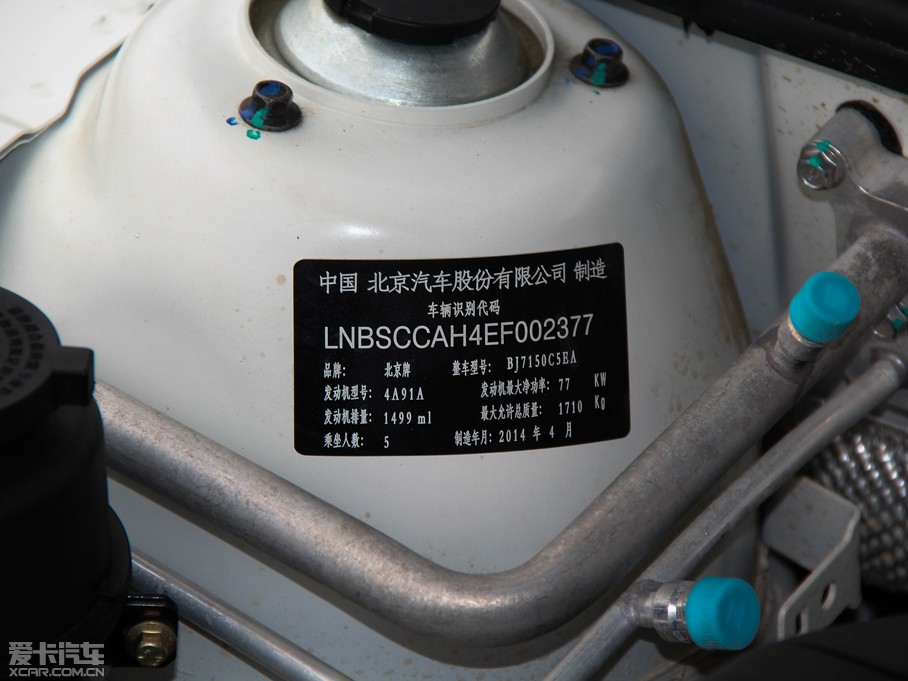 中国 北京汽车股份有限公司 制造
车辆识别代码
LNBSCCAH4EF002377
品牌: 北京牌 整车型号: BJ7150C5EA
发动机型号: 4A91A 发动机最大净功率: 77 KW
发动机排量: 1499 ml 最大允许总质量: 1710 Kg
乘坐人数: 5 制造年月: 2014 年 4 月
爱卡汽车
XCAR.COM.CN